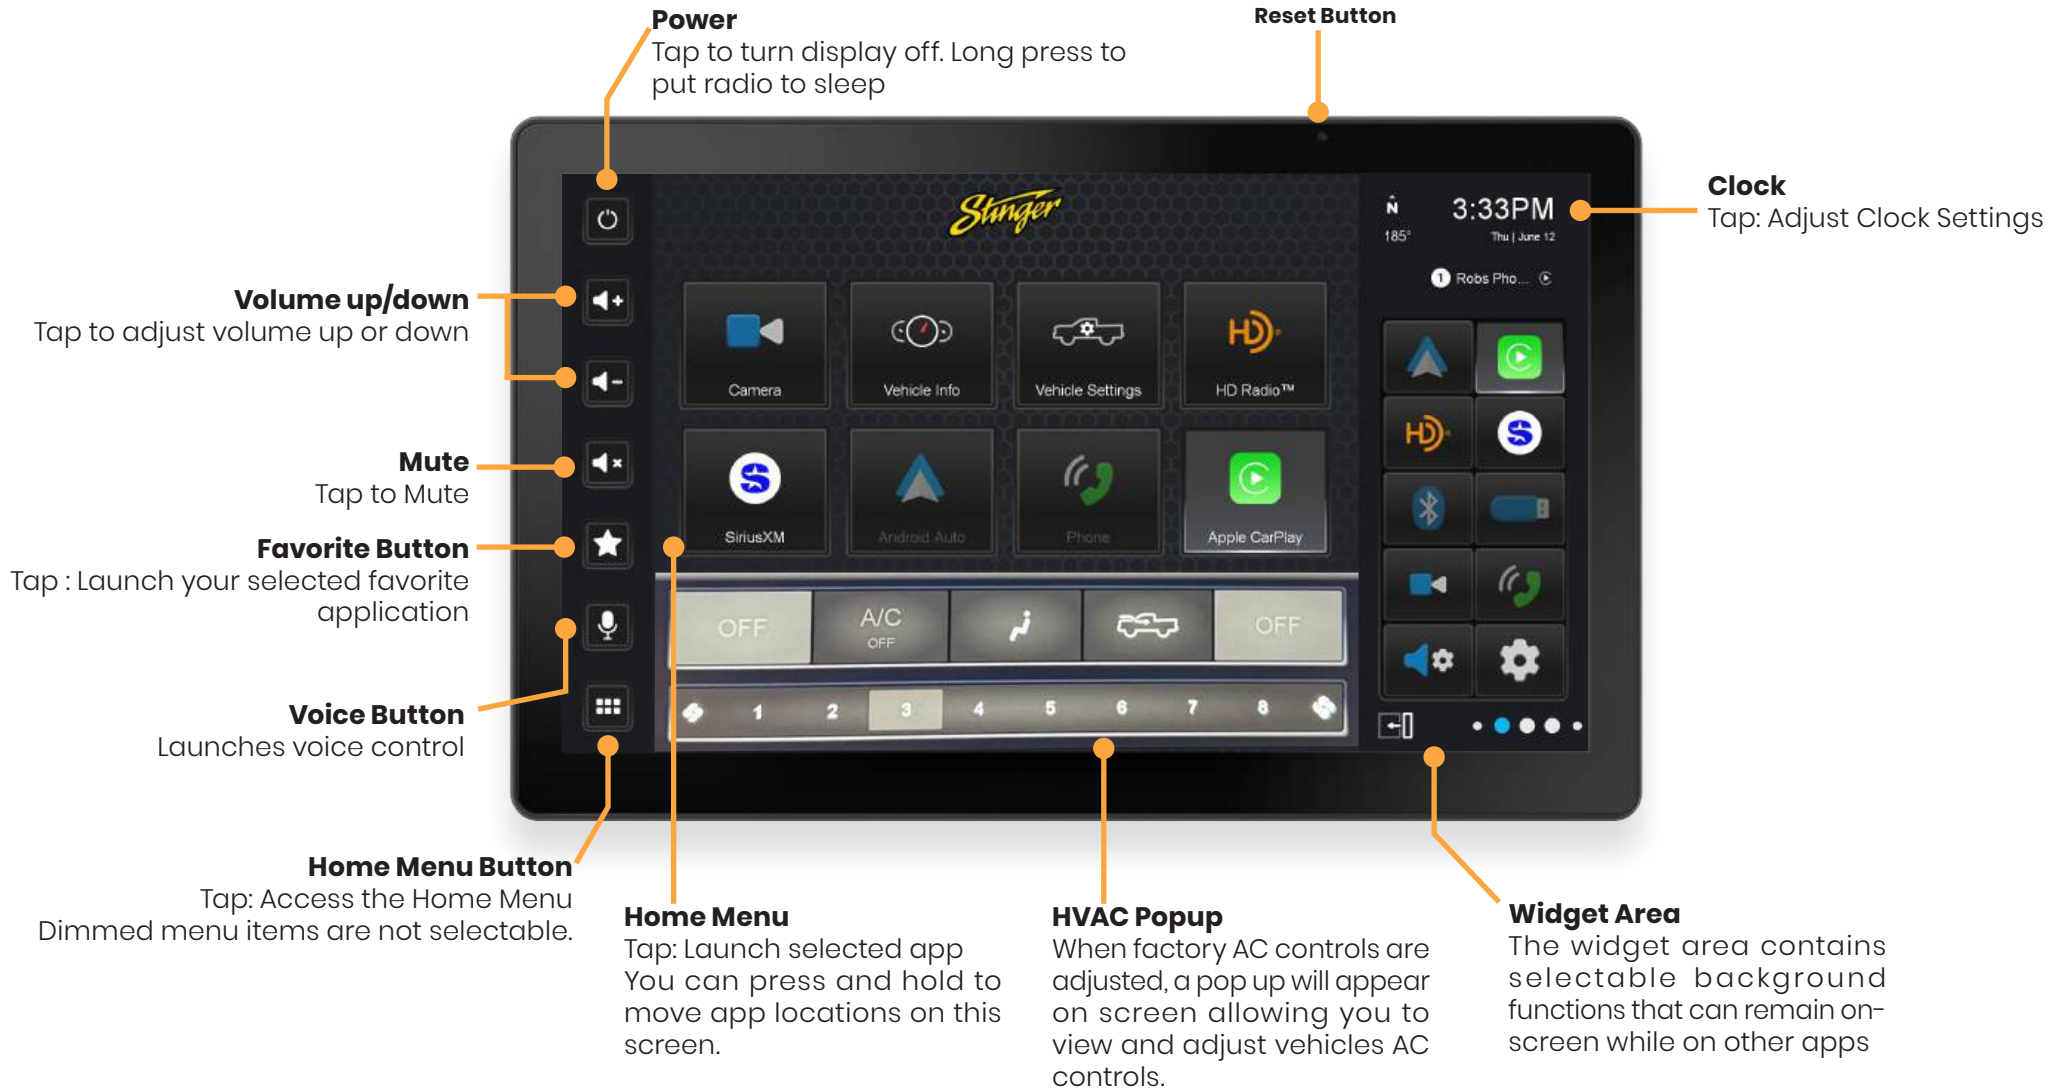 Power
Tap to turn display off. Long press to
put radio to sleep
Reset Button
Clock
Tap: Adjust Clock Settings
Volume up/down
Tap to adjust volume up or down
Mute
Tap to Mute
Favorite Button
Tap : Launch your selected favorite
application
Voice Button
Launches voice control
Home Menu Button
Tap: Access the Home Menu
Dimmed menu items are not selectable.
Stinger
N
185°
3:33PM
Thu | June 12
1 Robs Pho...
Camera
Vehicle Info
Vehicle Settings
HD
HD Radio™
SiriusXM
Android Auto
Phone
Apple CarPlay
HD
OFF
A/C
OFF
OFF
1 2 3 4 5 6 7 8
Home Menu
Tap: Launch selected app
You can press and hold to
move app locations on this
screen.
HVAC Popup
When factory AC controls are
adjusted, a pop up will appear
on screen allowing you to
view and adjust vehicles AC
controls.
Widget Area
The widget area contains
selectable background
functions that can remain on-
screen while on other apps